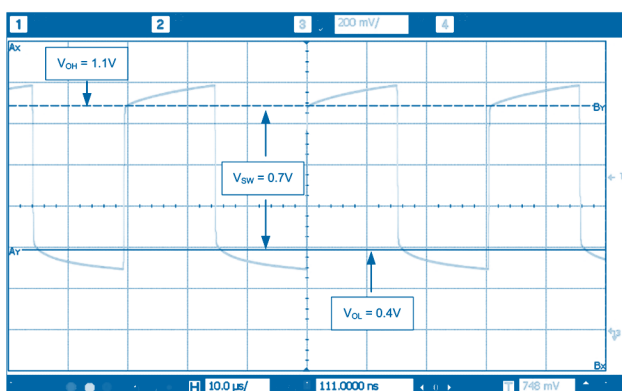 1 2 3 200 mV/ 4
Ax
VOH = 1.1V
BY
VSW = 0.7V
1
AY
VOL = 0.4V
Bx
H 10.0 µs/ 111.0000 ns T 748 mV